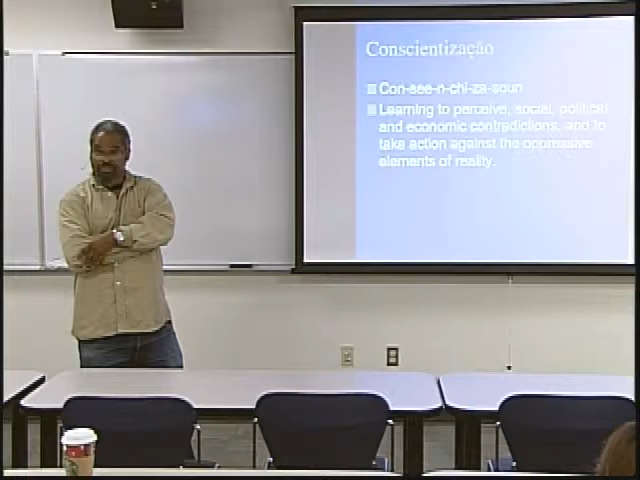 Conscientização
Con-see-n-chi-za-soun
Learning to perceive, social, political
and economic contradictions, and to
take action against the oppressive
elements of reality.